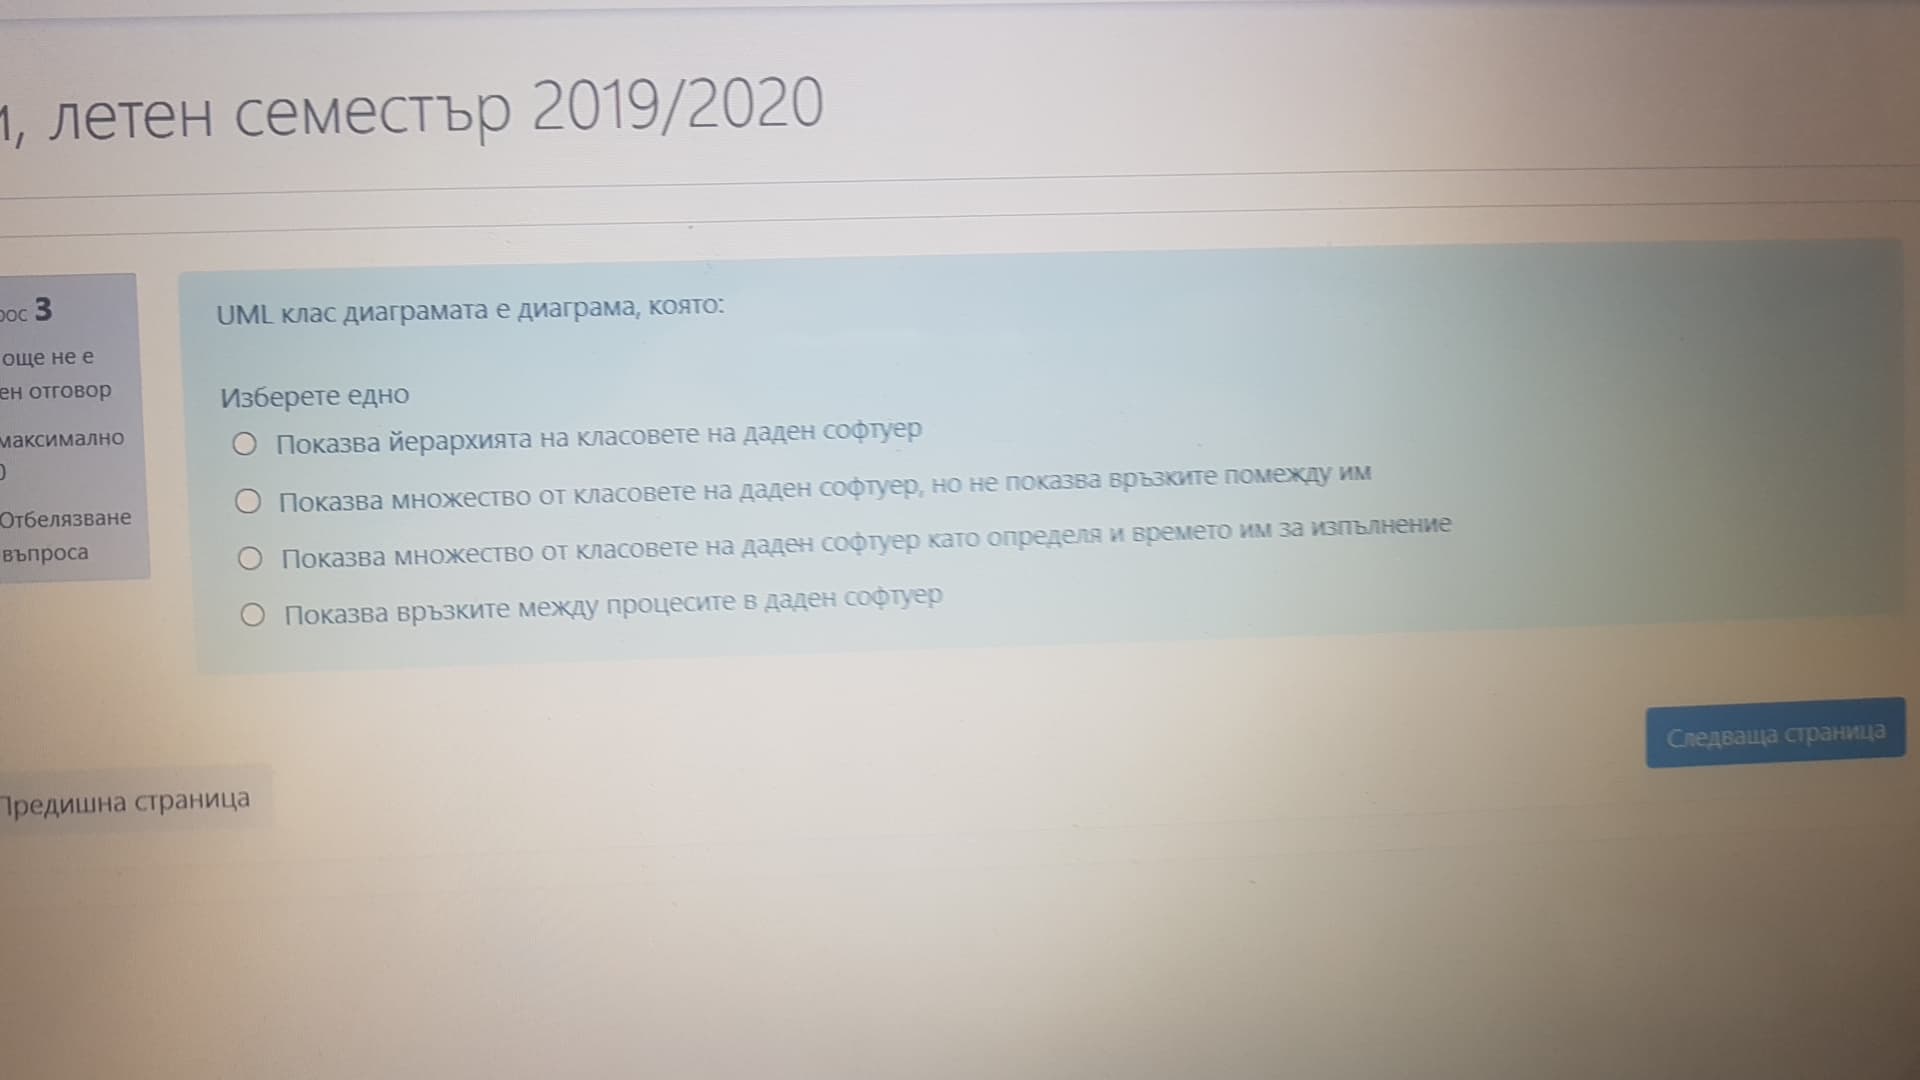 , летен семестър 2019/2020
3
още не е
отговор
максимално
Отбелязване
въпроса
UML клас диаграмата е диаграма, която:
Изберете едно
Показва йерархията на класовете на даден софтуер
Показва множество от класовете на даден софтуер, но не показва връзките помежду им
Показва множество от класовете на даден софтуер като определя и времето им за изпълнение
Показва връзките между процесите в даден софтуер
Следваща страница
Предишна страница